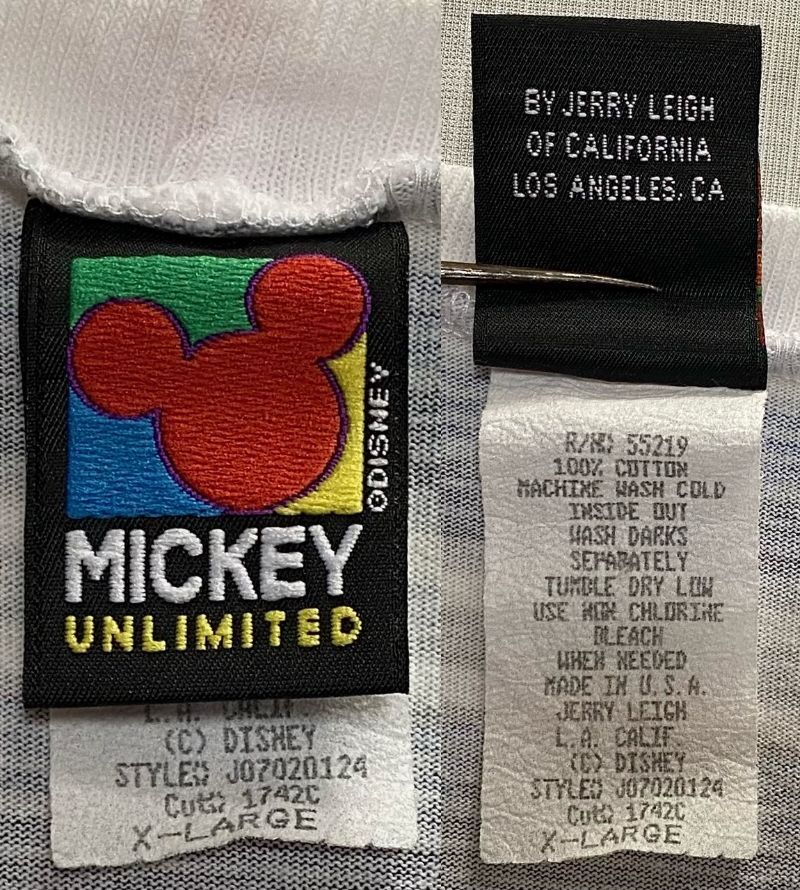 ©DISNEY
MICKEY
UNLIMITED
L.A. CALIF
(C) DISNEY
STYLE# J07020124
Cut# 1742C
X-LARGE
BY JERRY LEIGH
OF CALIFORNIA
LOS ANGELES, CA
R/N# 55219
100% COTTON
MACHINE WASH COLD
INSIDE OUT
WASH DARKS
SEPARATELY
TUMBLE DRY LOW
USE NON CHLORINE
BLEACH
WHEN NEEDED
MADE IN U.S.A.
JERRY LEIGH
L.A. CALIF
(C) DISNEY
STYLE# J07020124
Cut# 1742C
X-LARGE